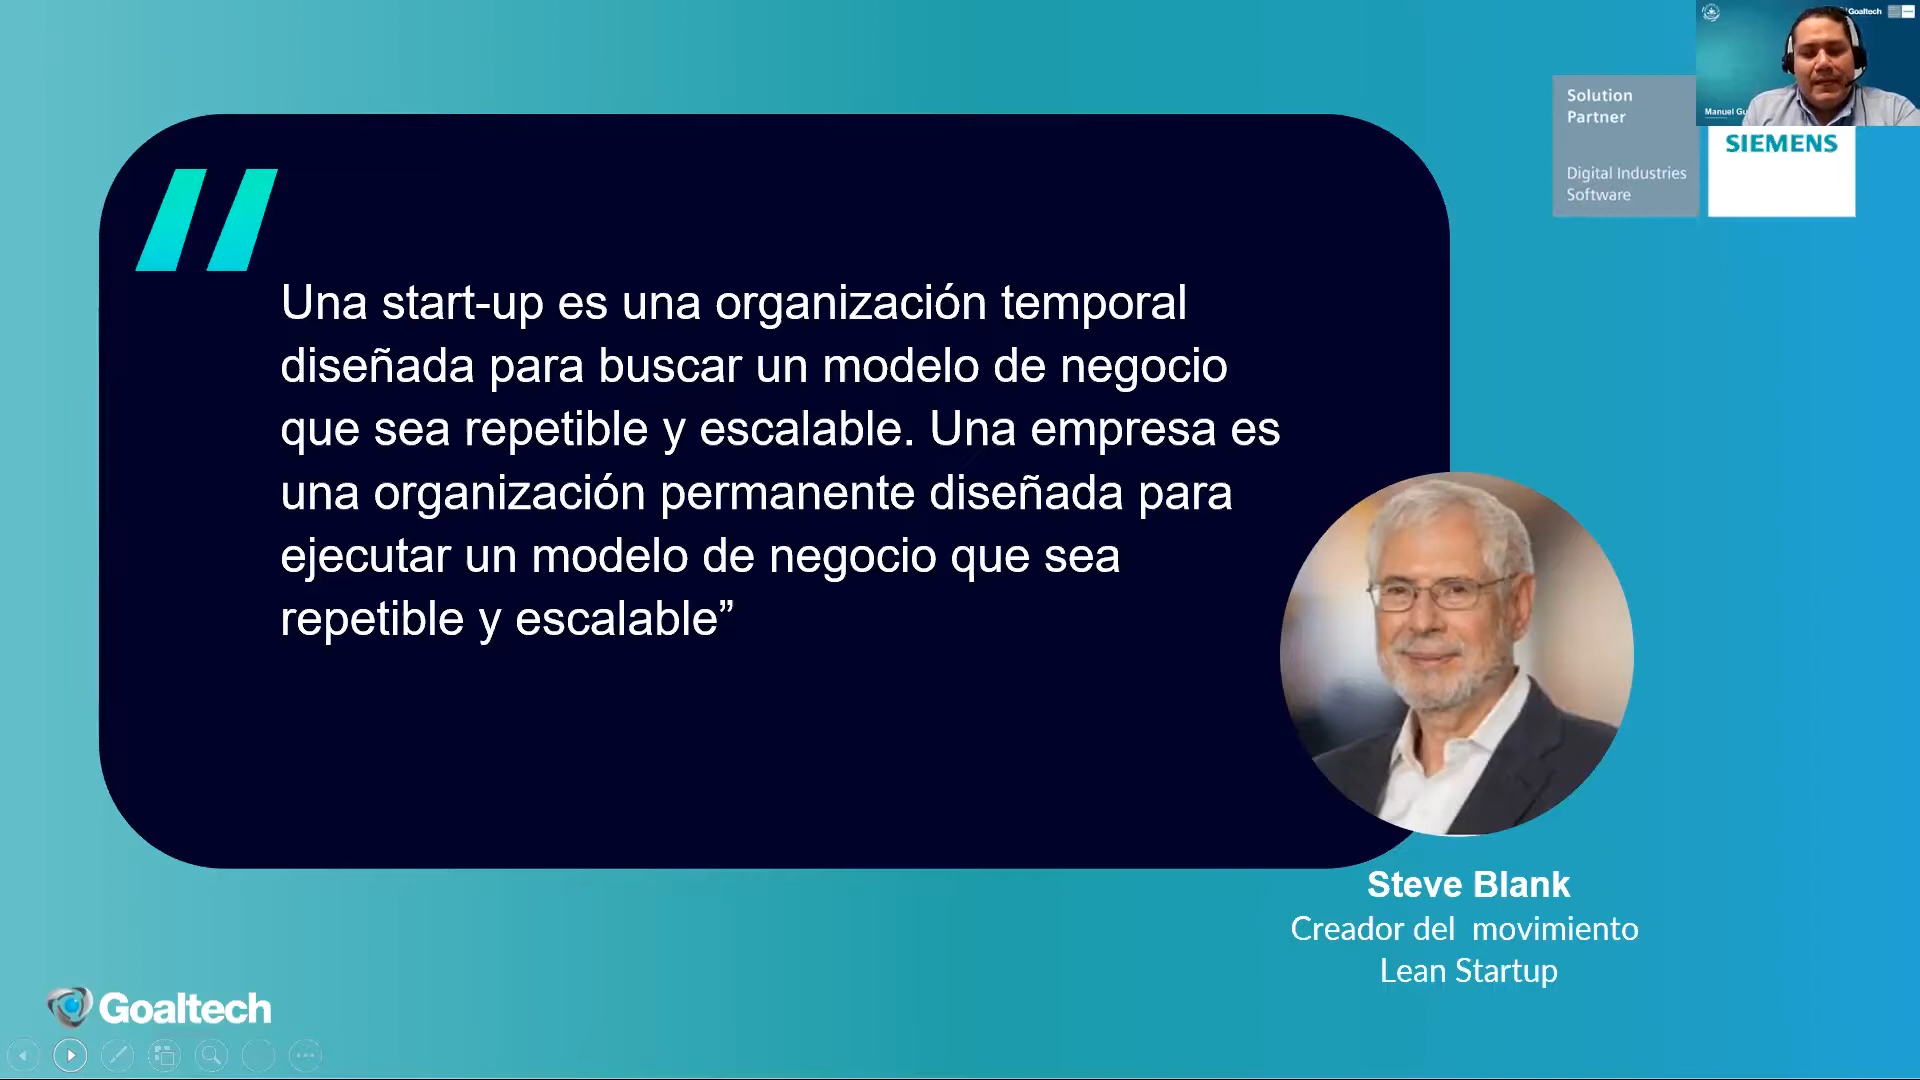 Goaltech
Solution
Partner
Manuel
SIEMENS
Digital Industries
Software
Una start-up es una organización temporal
diseñada para buscar un modelo de negocio
que sea repetible y escalable. Una empresa es
una organización permanente diseñada para
ejecutar un modelo de negocio que sea
repetible y escalable”
Steve Blank
Creador del movimiento
Lean Startup
Goaltech